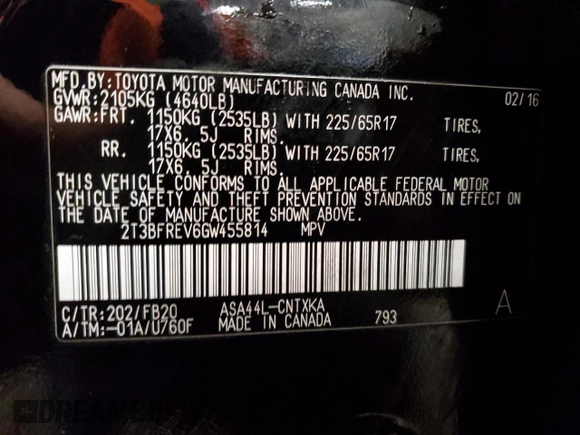 MFD.BY:TOYOTA MOTOR MANUFACTURING CANADA INC.
GVWR:2105KG (4640LB) 02/16
GAWR:FRT. 1150KG (2535LB) WITH 225/65R17 TIRES,
17X6.5J RIMS.
RR. 1150KG (2535LB) WITH 225/65R17 TIRES,
17X6.5J RIMS.
THIS VEHICLE CONFORMS TO ALL APPLICABLE FEDERAL MOTOR
VEHICLE SAFETY AND THEFT PREVENTION STANDARDS IN EFFECT ON
THE DATE OF MANUFACTURE SHOWN ABOVE.
2T3BFREV6GW455814 MPV
C/TR:202/FB20 ASA44L-CNTXKA A
A/TM:-01A/U760F MADE IN CANADA 793
DREAMBID